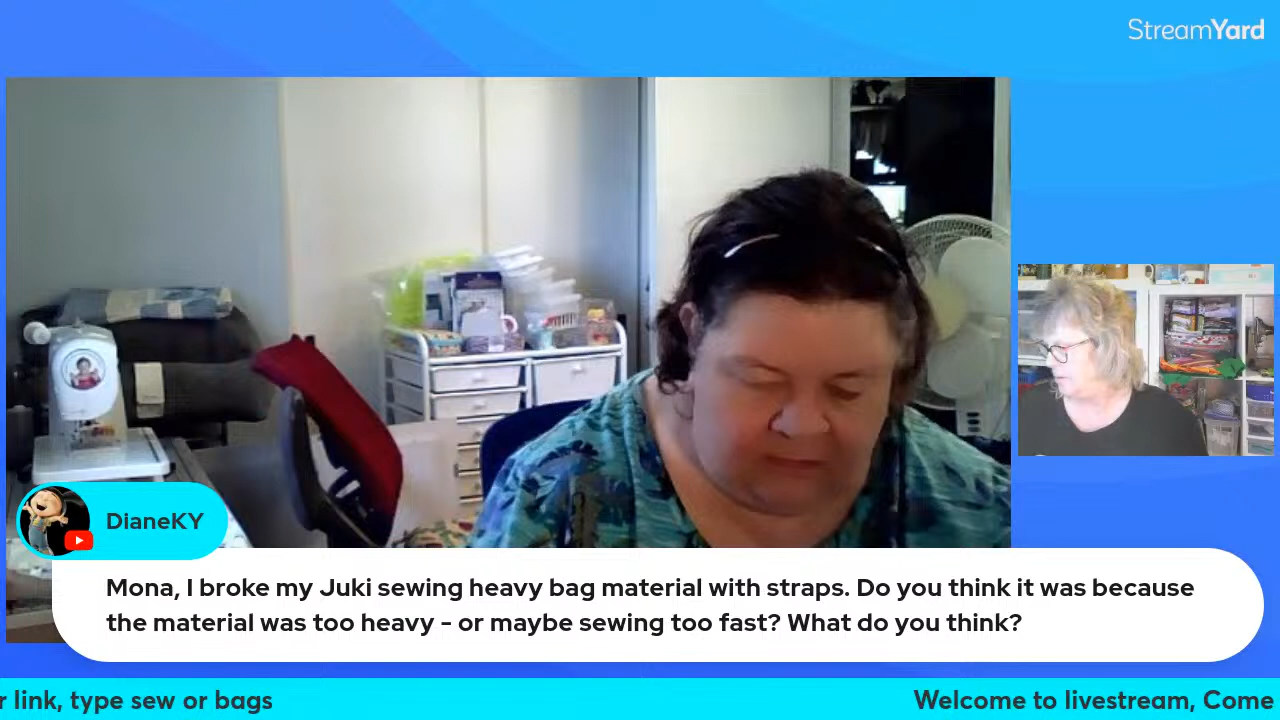 StreamYard
DianeKY
Mona, I broke my Juki sewing heavy bag material with straps. Do you think it was because
the material was too heavy - or maybe sewing too fast? What do you think?
r link, type sew or bags
Welcome to livestream, Come